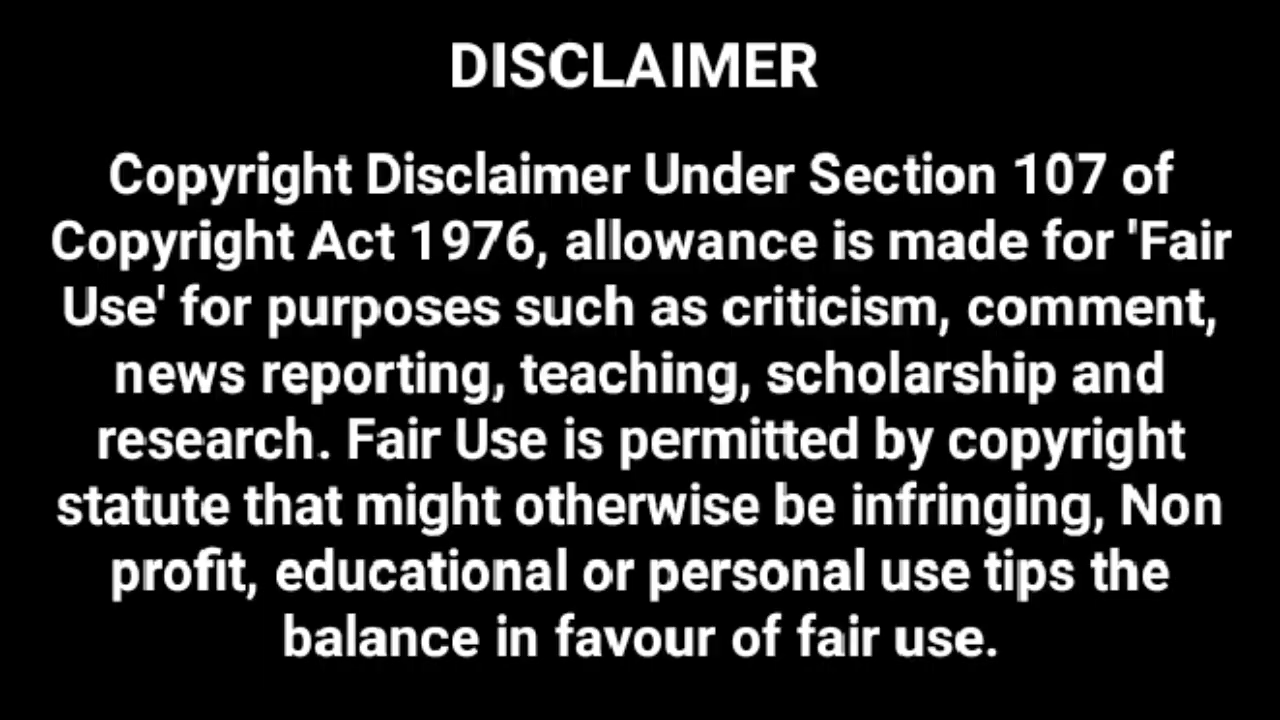 DISCLAIMER
Copyright Disclaimer Under Section 107 of
Copyright Act 1976, allowance is made for 'Fair
Use' for purposes such as criticism, comment,
news reporting, teaching, scholarship and
research. Fair Use is permitted by copyright
statute that might otherwise be infringing, Non
profit, educational or personal use tips the
balance in favour of fair use.